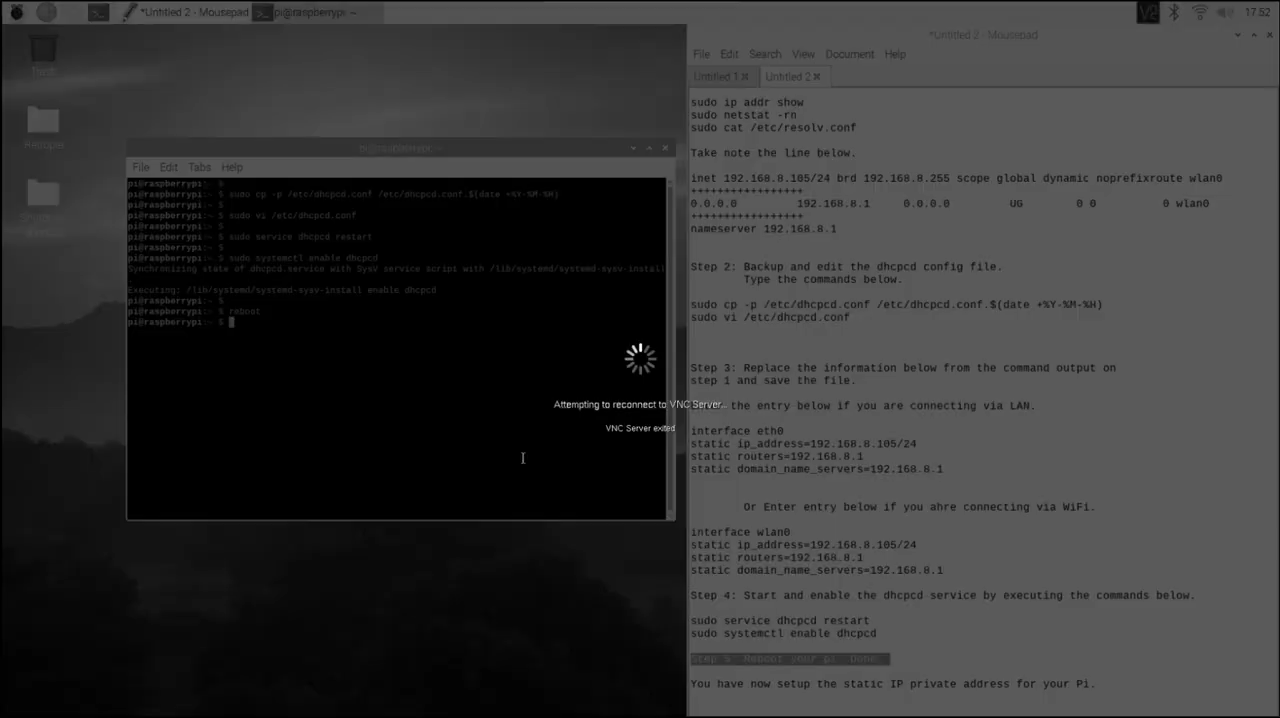 *Untitled 2 - Mousepad
pi@raspberrypi: ~
17:52
*Untitled 2 - Mousepad
File Edit Search View Document Help
Untitled 1
Untitled 2
Trash
pi@raspberrypi: ~
File Edit Tabs Help
pi@raspberrypi:~ $
pi@raspberrypi:~ $ sudo cp -p /etc/dhcpcd.conf /etc/dhcpcd.conf.$(date +%Y-%M-%H)
pi@raspberrypi:~ $
pi@raspberrypi:~ $ sudo vi /etc/dhcpcd.conf
pi@raspberrypi:~ $
pi@raspberrypi:~ $ sudo service dhcpcd restart
pi@raspberrypi:~ $
pi@raspberrypi:~ $ sudo systemctl enable dhcpcd
Synchronizing state of dhcpcd.service with SysV service script with /lib/systemd/systemd-sysv-install
.
Executing: /lib/systemd/systemd-sysv-install enable dhcpcd
pi@raspberrypi:~ $
pi@raspberrypi:~ $ reboot
pi@raspberrypi:~ $
Attempting to reconnect to VNC Server...
VNC Server exited
sudo ip addr show
sudo netstat -rn
sudo cat /etc/resolv.conf
Take note the line below.
inet 192.168.8.105/24 brd 192.168.8.255 scope global dynamic noprefixroute wlan0
+++++++++++++++++
0.0.0.0 192.168.8.1 0.0.0.0 UG 0 0 0 wlan0
+++++++++++++++++
nameserver 192.168.8.1
Step 2: Backup and edit the dhcpcd config file.
Type the commands below.
sudo cp -p /etc/dhcpcd.conf /etc/dhcpcd.conf.$(date +%Y-%M-%H)
sudo vi /etc/dhcpcd.conf
Step 3: Replace the information below from the command output on
step 1 and save the file.
the entry below if you are connecting via LAN.
interface eth0
static ip_address=192.168.8.105/24
static routers=192.168.8.1
static domain_name_servers=192.168.8.1
Or Enter entry below if you ahre connecting via WiFi.
interface wlan0
static ip_address=192.168.8.105/24
static routers=192.168.8.1
static domain_name_servers=192.168.8.1
Step 4: Start and enable the dhcpcd service by executing the commands below.
sudo service dhcpcd restart
sudo systemctl enable dhcpcd
Step 5: Reboot your pi. Done.
You have now setup the static IP private address for your Pi.